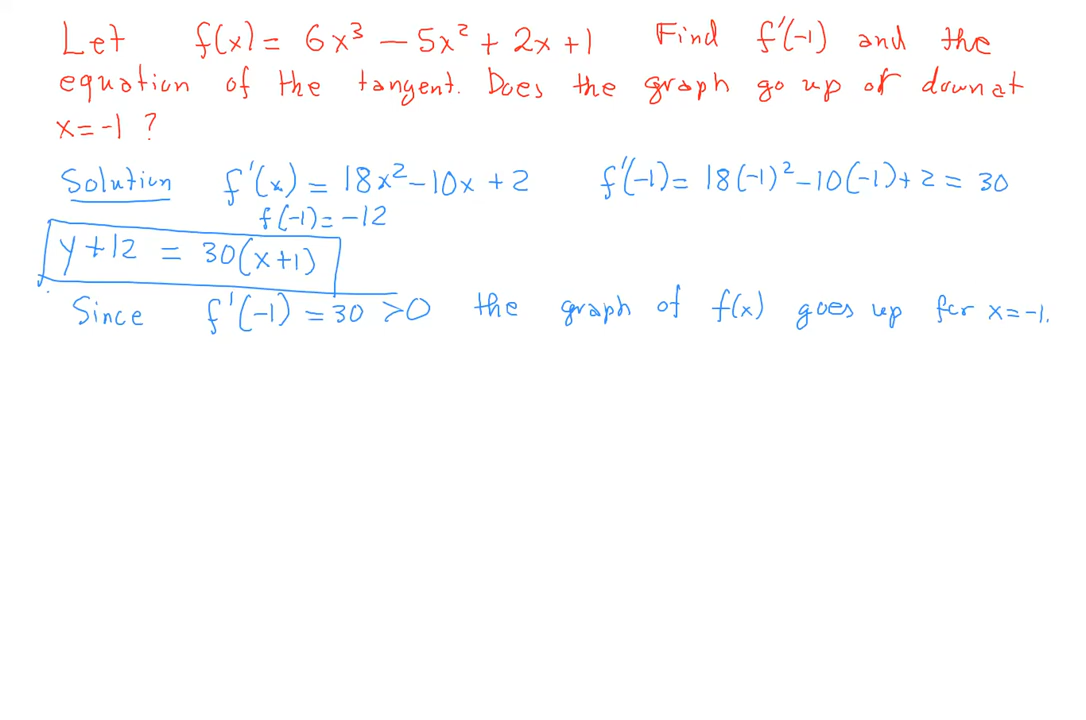 Let f(x) = 6x³ − 5x² + 2x + 1 Find f'(-1) and the
equation of the tangent. Does the graph go up or down at
x = -1 ?
Solution f'(x) = 18x² − 10x + 2 f'(-1) = 18(-1)² − 10(-1) + 2 = 30
f(-1) = -12
y + 12 = 30(x+1)
Since f'(-1) = 30 > 0 the graph of f(x) goes up for x = -1.